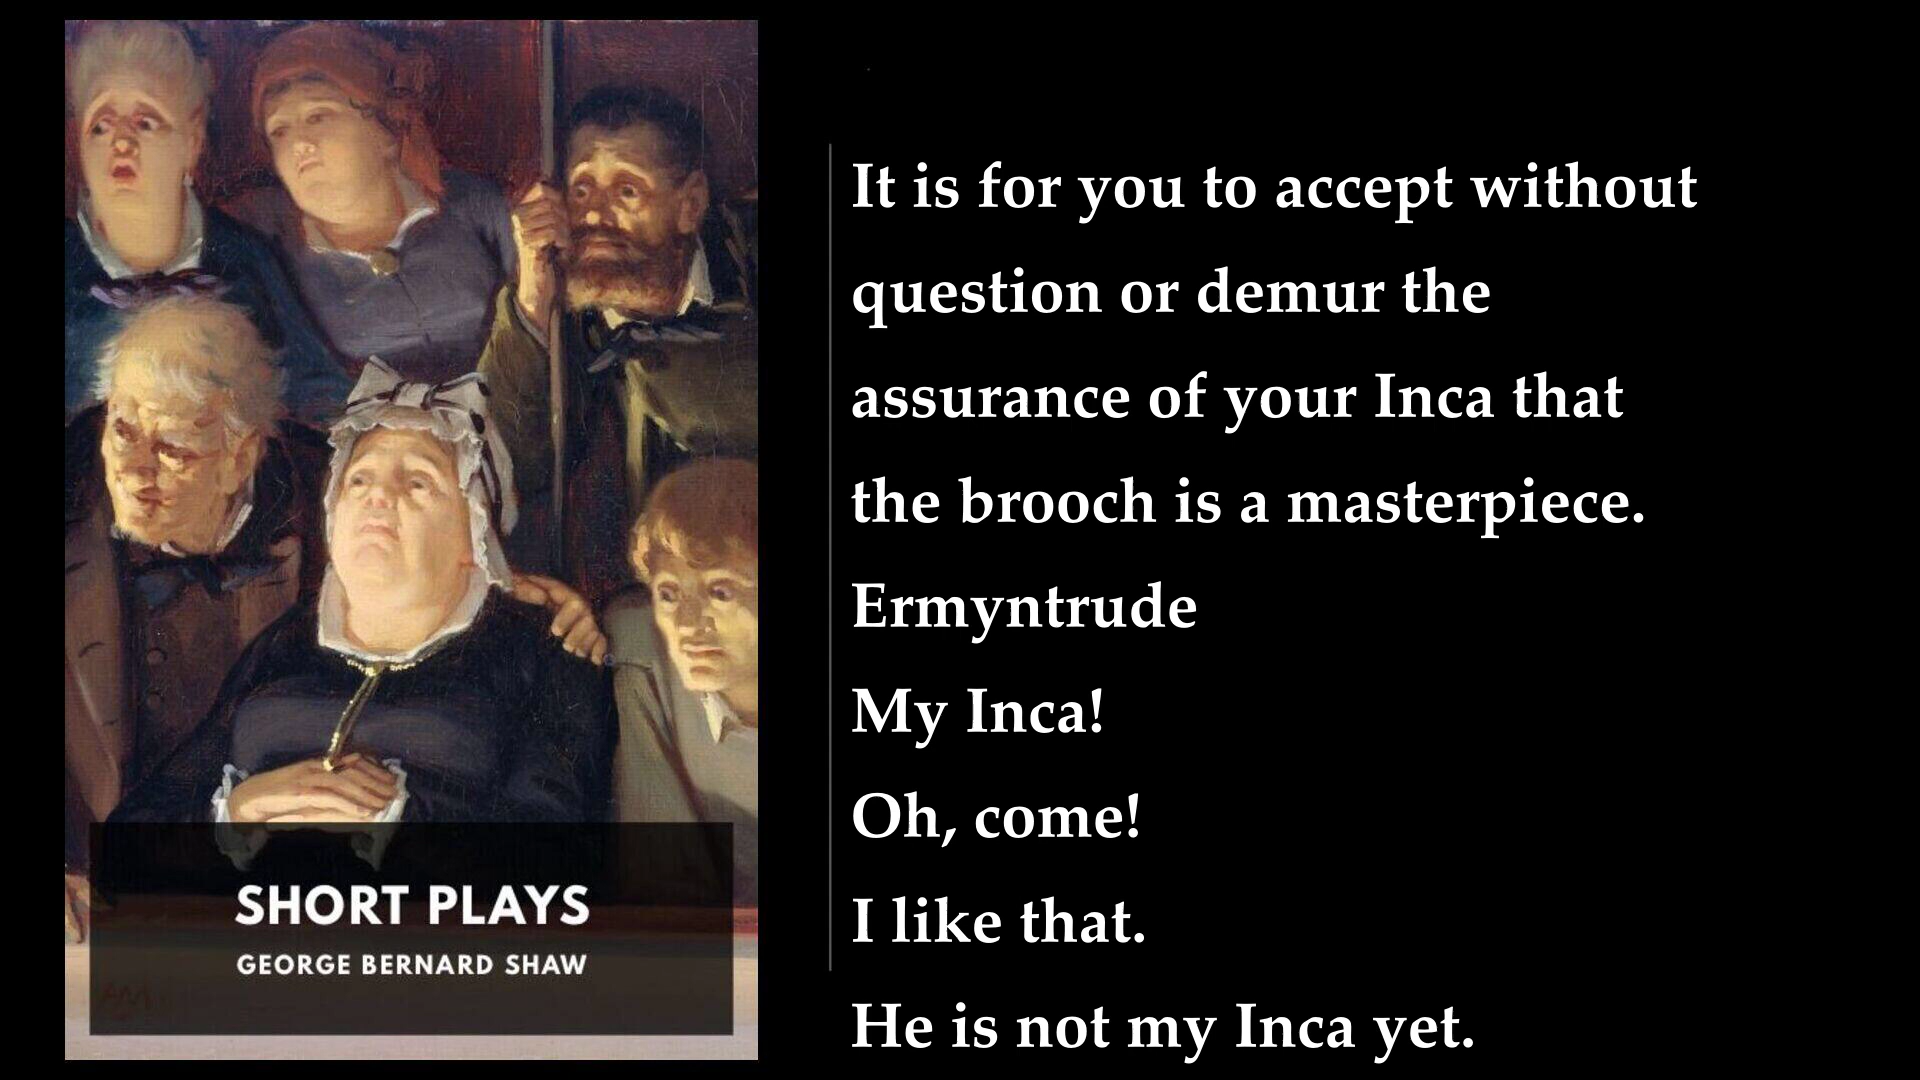 It is for you to accept without
question or demur the
assurance of your Inca that
the brooch is a masterpiece.
Ermyntrude
My Inca!
Oh, come!
I like that.
He is not my Inca yet.
SHORT PLAYS
GEORGE BERNARD SHAW